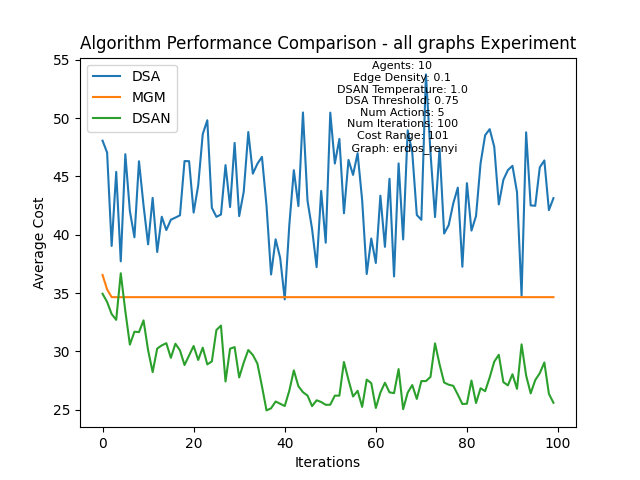 Algorithm Performance Comparison - all graphs Experiment
DSA
MGM
DSAN
Agents: 10
Edge Density: 0.1
DSAN Temperature: 1.0
DSA Threshold: 0.75
Num Actions: 5
Num Iterations: 100
Cost Range: 101
Graph: erdos_renyi
Average Cost
55
50
45
40
35
30
25
0 20 40 60 80 100
Iterations